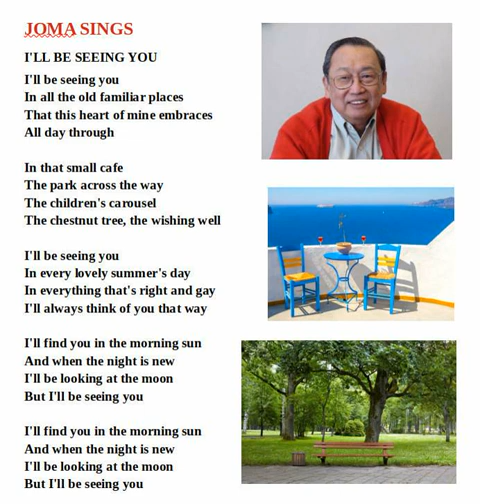 JOMA SINGS
I'LL BE SEEING YOU
I'll be seeing you
In all the old familiar places
That this heart of mine embraces
All day through
In that small cafe
The park across the way
The children's carousel
The chestnut tree, the wishing well
I'll be seeing you
In every lovely summer's day
In everything that's right and gay
I'll always think of you that way
I'll find you in the morning sun
And when the night is new
I'll be looking at the moon
But I'll be seeing you
I'll find you in the morning sun
And when the night is new
I'll be looking at the moon
But I'll be seeing you